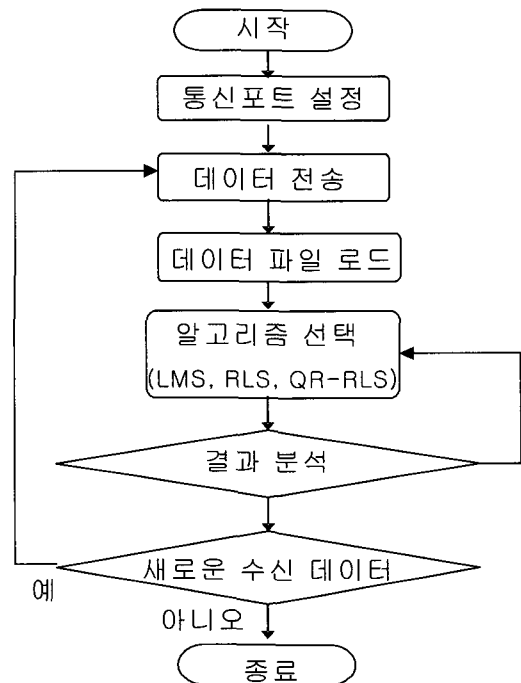 시작
통신포트 설정
데이터 전송
데이터 파일 로드
알고리즘 선택
(LMS, RLS, QR-RLS)
결과 분석
새로운 수신 데이터
예
아니오
종료